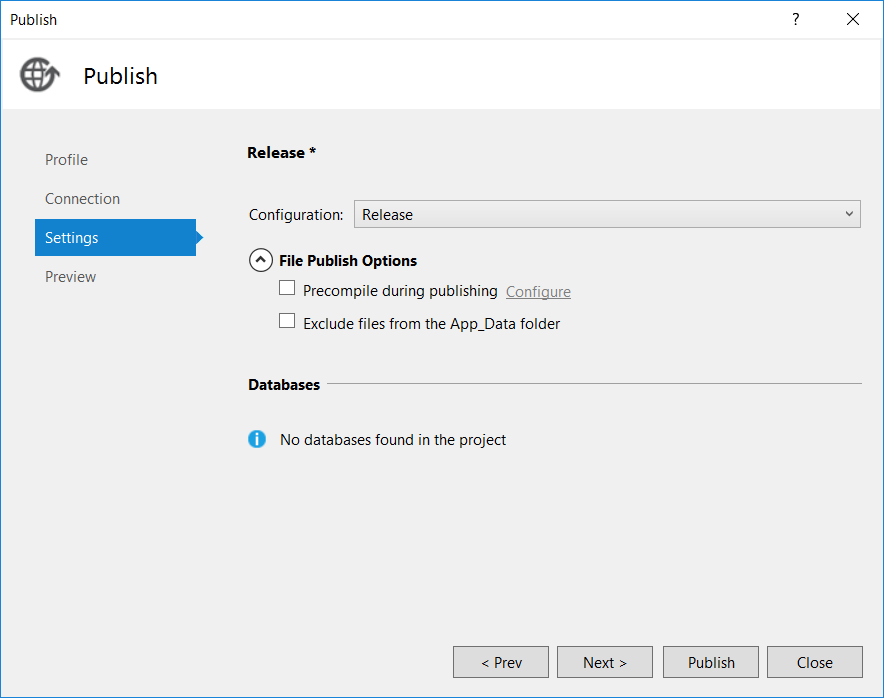 Publish
?
Publish
Profile
Connection
Settings
Preview
Release *
Configuration: Release
File Publish Options
Precompile during publishing Configure
Exclude files from the App_Data folder
Databases
No databases found in the project
< Prev Next > Publish Close